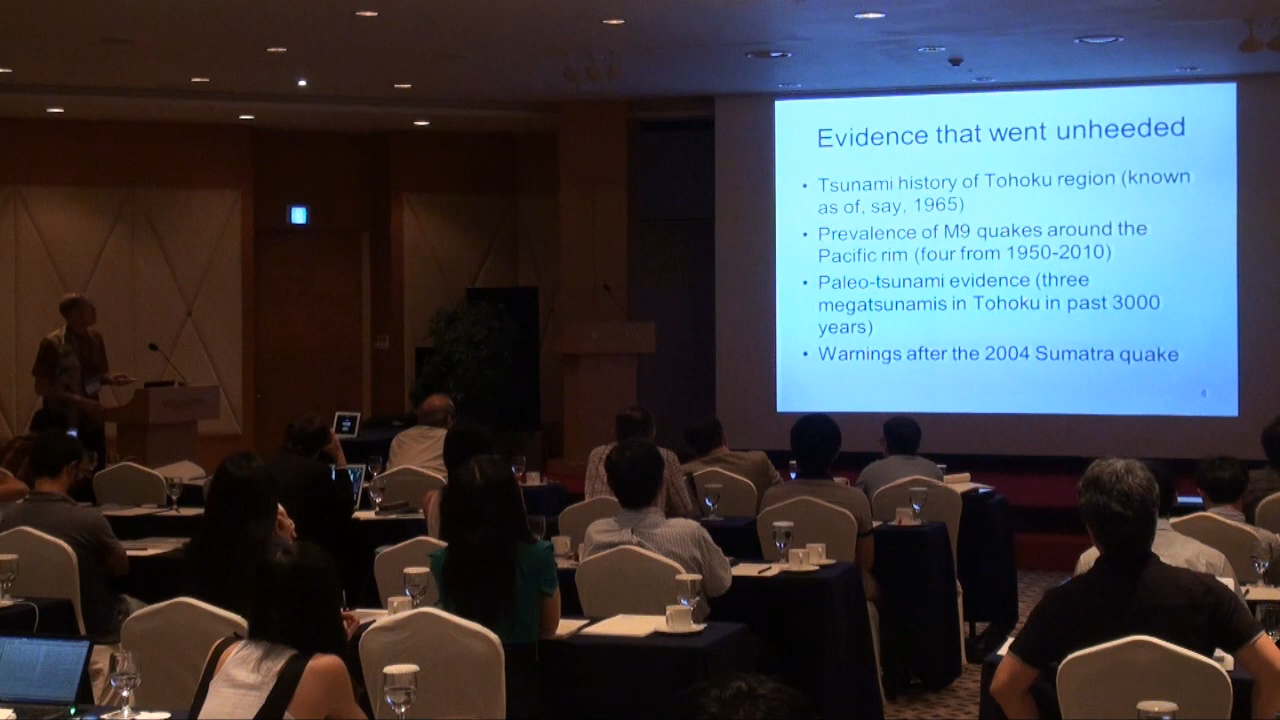 Evidence that went unheeded
• Tsunami history of Tohoku region (known
as of, say, 1965)
• Prevalence of M9 quakes around the
Pacific rim (four from 1950-2010)
• Paleo-tsunami evidence (three
megatsunamis in Tohoku in past 3000
years)
• Warnings after the 2004 Sumatra quake
6